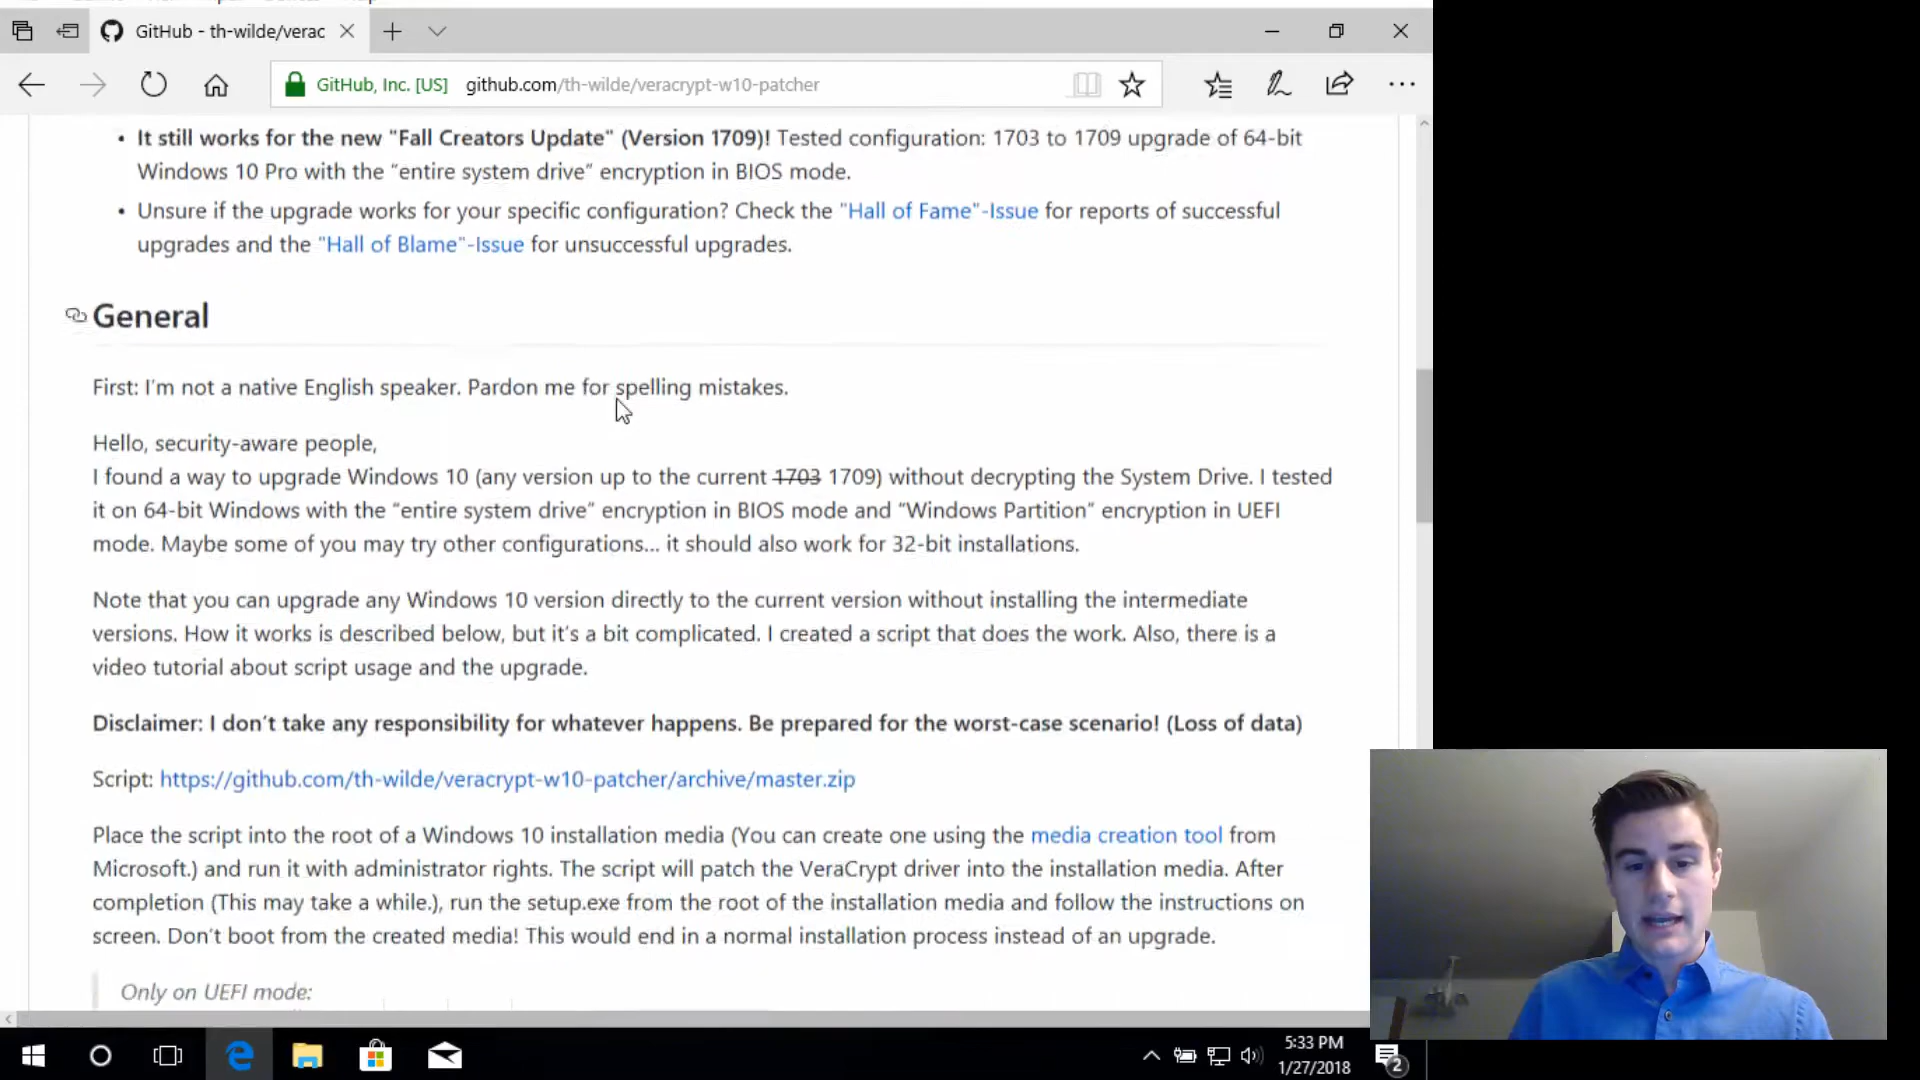 GitHub - th-wilde/verac
GitHub, Inc. [US] github.com/th-wilde/veracrypt-w10-patcher
• It still works for the new "Fall Creators Update" (Version 1709)! Tested configuration: 1703 to 1709 upgrade of 64-bit
Windows 10 Pro with the “entire system drive” encryption in BIOS mode.
• Unsure if the upgrade works for your specific configuration? Check the "Hall of Fame"-Issue for reports of successful
upgrades and the "Hall of Blame"-Issue for unsuccessful upgrades.
General
First: I’m not a native English speaker. Pardon me for spelling mistakes.
Hello, security-aware people,
I found a way to upgrade Windows 10 (any version up to the current 1703 1709) without decrypting the System Drive. I tested
it on 64-bit Windows with the “entire system drive” encryption in BIOS mode and “Windows Partition” encryption in UEFI
mode. Maybe some of you may try other configurations... it should also work for 32-bit installations.
Note that you can upgrade any Windows 10 version directly to the current version without installing the intermediate
versions. How it works is described below, but it’s a bit complicated. I created a script that does the work. Also, there is a
video tutorial about script usage and the upgrade.
Disclaimer: I don’t take any responsibility for whatever happens. Be prepared for the worst-case scenario! (Loss of data)
Script: https://github.com/th-wilde/veracrypt-w10-patcher/archive/master.zip
Place the script into the root of a Windows 10 installation media (You can create one using the media creation tool from
Microsoft.) and run it with administrator rights. The script will patch the VeraCrypt driver into the installation media. After
completion (This may take a while.), run the setup.exe from the root of the installation media and follow the instructions on
screen. Don’t boot from the created media! This would end in a normal installation process instead of an upgrade.
Only on UEFI mode:
5:33 PM
1/27/2018
2